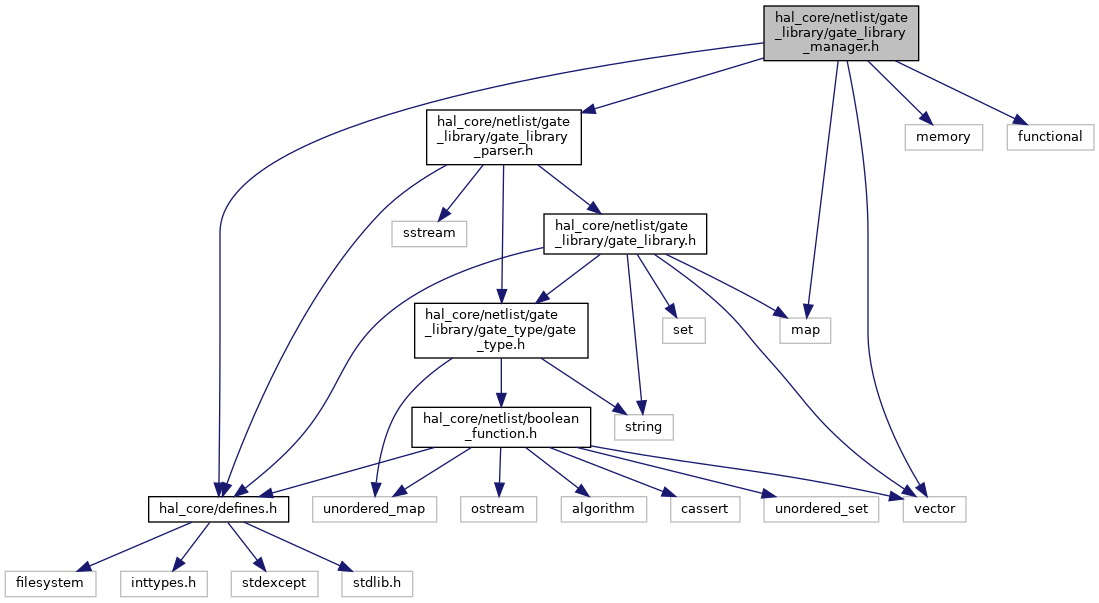 hal_core/netlist/gate
_library/gate_library
_manager.h
hal_core/netlist/gate
_library/gate_library
_parser.h
memory
functional
sstream
hal_core/netlist/gate
_library/gate_library.h
hal_core/netlist/gate
_library/gate_type/gate
_type.h
set
map
hal_core/netlist/boolean
_function.h
string
hal_core/defines.h
unordered_map
ostream
algorithm
cassert
unordered_set
vector
filesystem
inttypes.h
stdexcept
stdlib.h